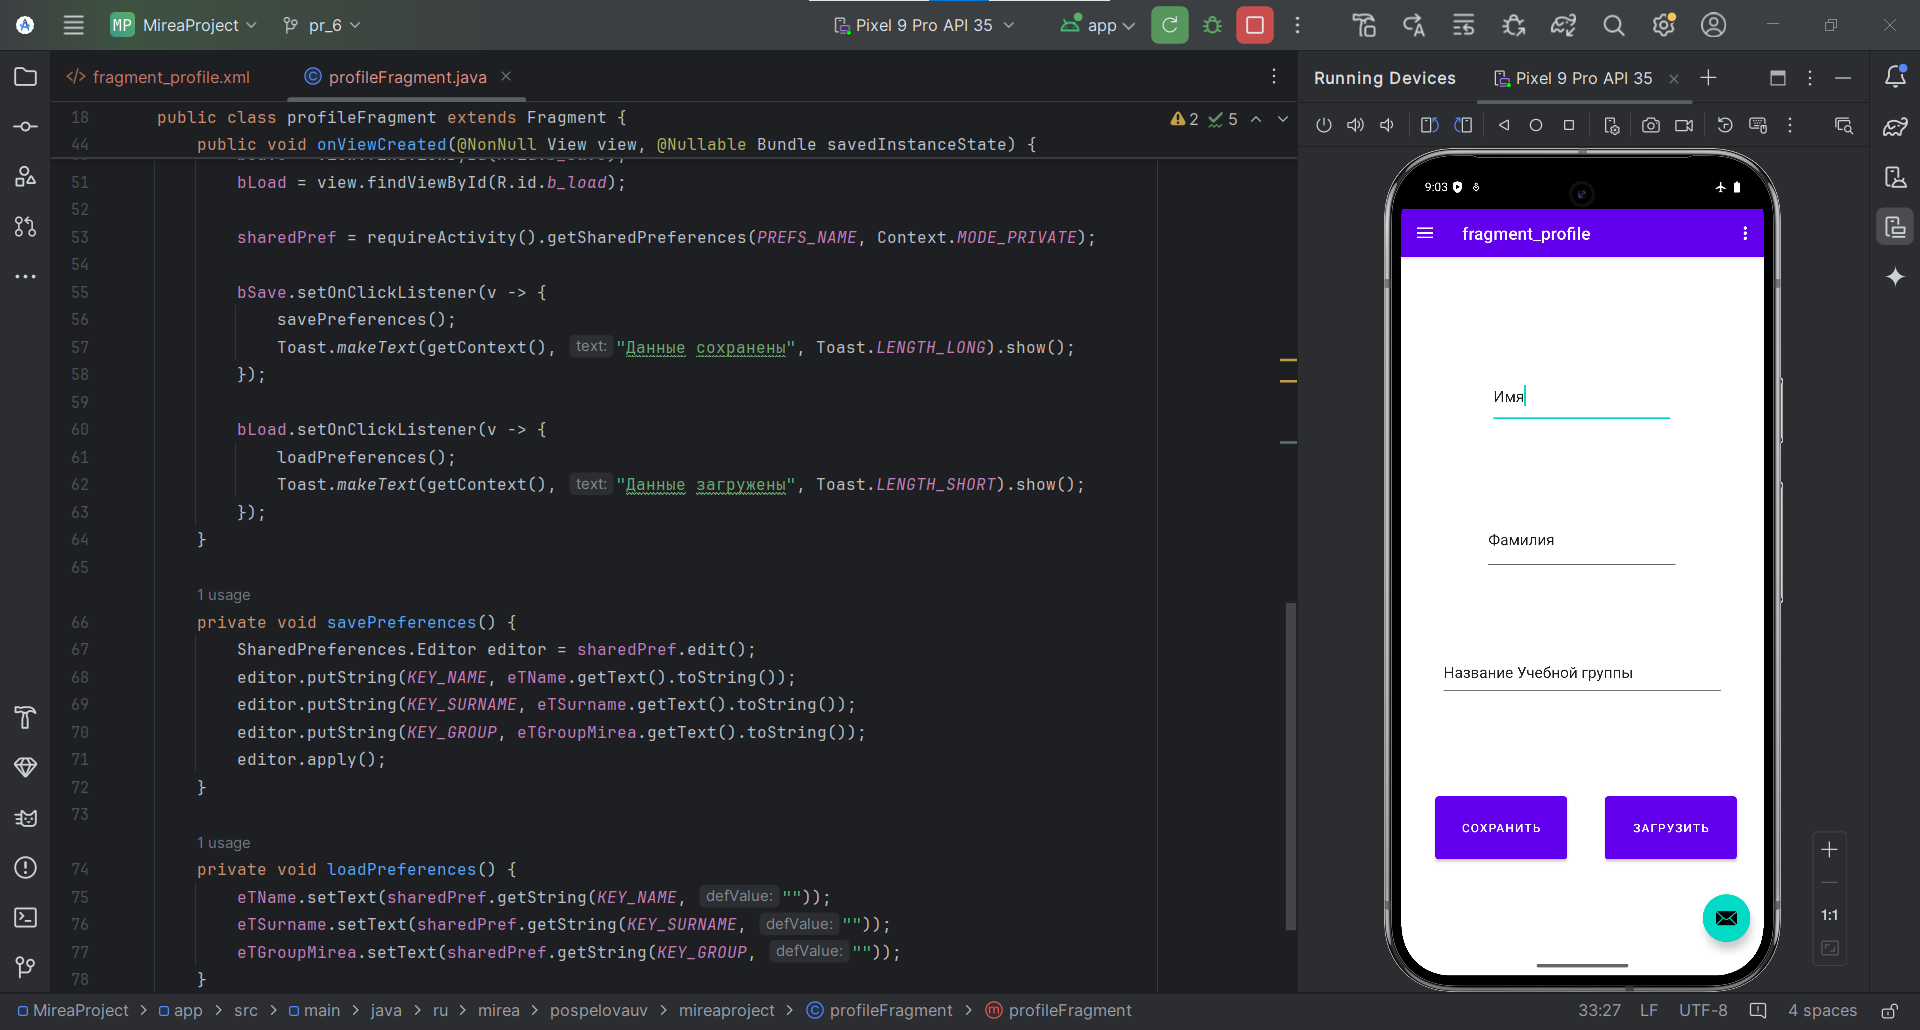 MP MireaProject pr_6 Pixel 9 Pro API 35 app
fragment_profile.xml profileFragment.java
18 public class profileFragment extends Fragment {
44 public void onViewCreated(@NonNull View view, @Nullable Bundle savedInstanceState) {
2 5
51 bLoad = view.findViewById(R.id.b_load);
52
53 sharedPref = requireActivity().getSharedPreferences(PREFS_NAME, Context.MODE_PRIVATE);
54
55 bSave.setOnClickListener(v -> {
56 savePreferences();
57 Toast.makeText(getContext(), text: "Данные сохранены", Toast.LENGTH_LONG).show();
58 });
59
60 bLoad.setOnClickListener(v -> {
61 loadPreferences();
62 Toast.makeText(getContext(), text: "Данные загружены", Toast.LENGTH_SHORT).show();
63 });
64 }
65
1 usage
66 private void savePreferences() {
67 SharedPreferences.Editor editor = sharedPref.edit();
68 editor.putString(KEY_NAME, eTName.getText().toString());
69 editor.putString(KEY_SURNAME, eTSurname.getText().toString());
70 editor.putString(KEY_GROUP, eTGroupMirea.getText().toString());
71 editor.apply();
72 }
73
1 usage
74 private void loadPreferences() {
75 eTName.setText(sharedPref.getString(KEY_NAME, defValue: ""));
76 eTSurname.setText(sharedPref.getString(KEY_SURNAME, defValue: ""));
77 eTGroupMirea.setText(sharedPref.getString(KEY_GROUP, defValue: ""));
78 }
Running Devices Pixel 9 Pro API 35
9:03
fragment_profile
Имя
Фамилия
Название Учебной группы
СОХРАНИТЬ ЗАГРУЗИТЬ
1:1
MireaProject > app > src > main > java > ru > mirea > pospelovauv > mireaproject > profileFragment > profileFragment
33:27 LF UTF-8 4 spaces